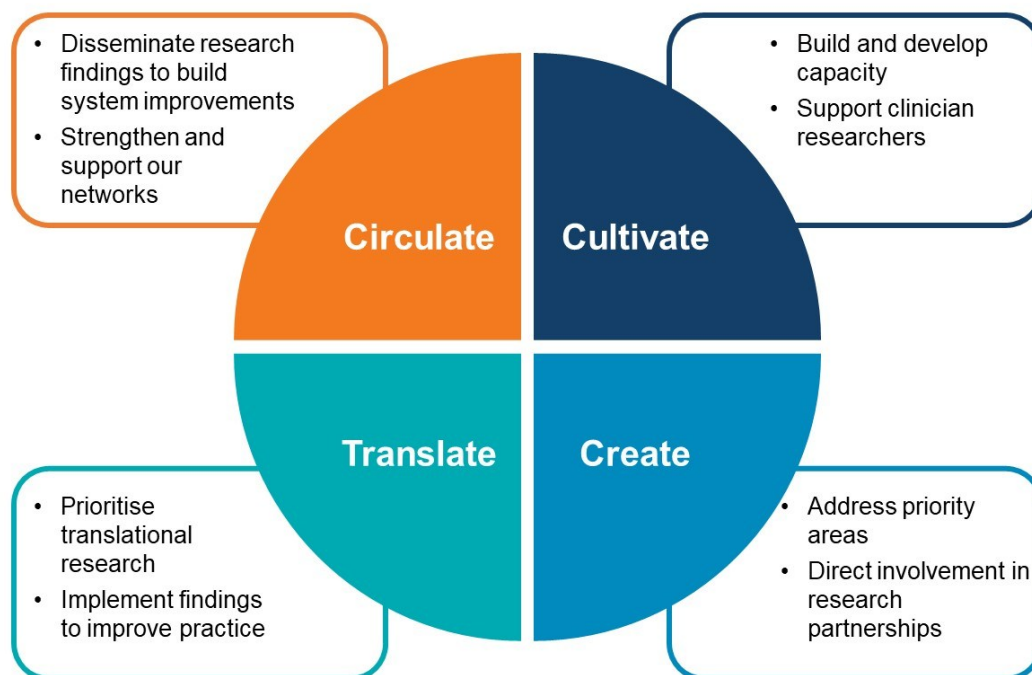 • Disseminate research
findings to build
system improvements
• Strengthen and
support our
networks
• Build and develop
capacity
• Support clinician
researchers
Circulate
Cultivate
Translate
Create
• Prioritise
translational
research
• Implement findings
to improve practice
• Address priority
areas
• Direct involvement in
research
partnerships